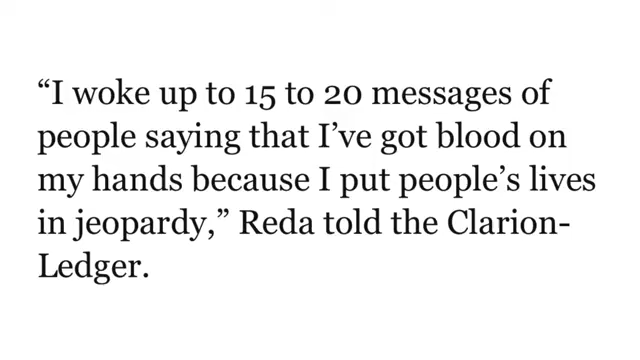 “I woke up to 15 to 20 messages of
people saying that I’ve got blood on
my hands because I put people’s lives
in jeopardy,” Reda told the Clarion-
Ledger.